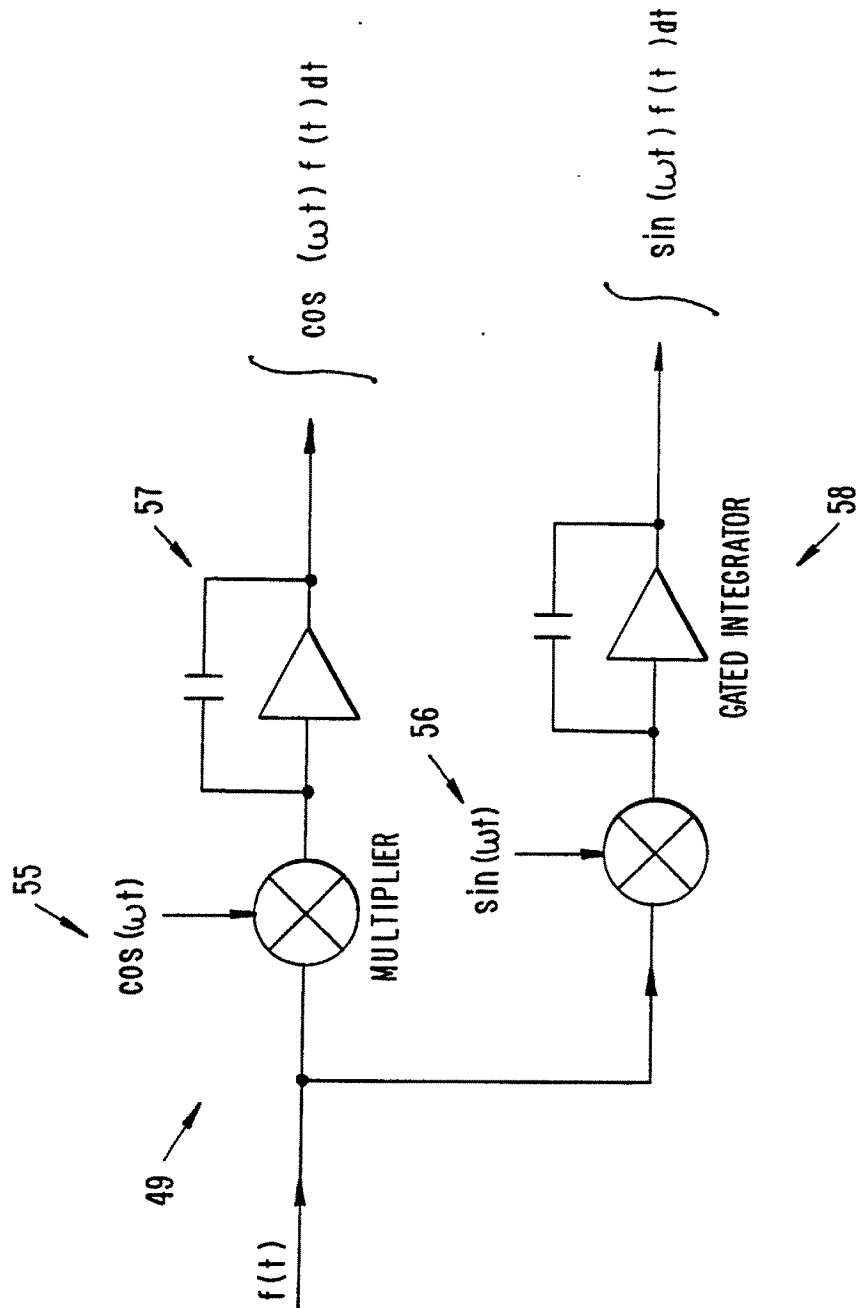 55
cos(ωt)
57
∫ cos (ωt) f (t) dt
49
f(t)
MULTIPLIER
56
sin(ωt)
∫ sin (ωt) f(t) dt
GATED INTEGRATOR
58